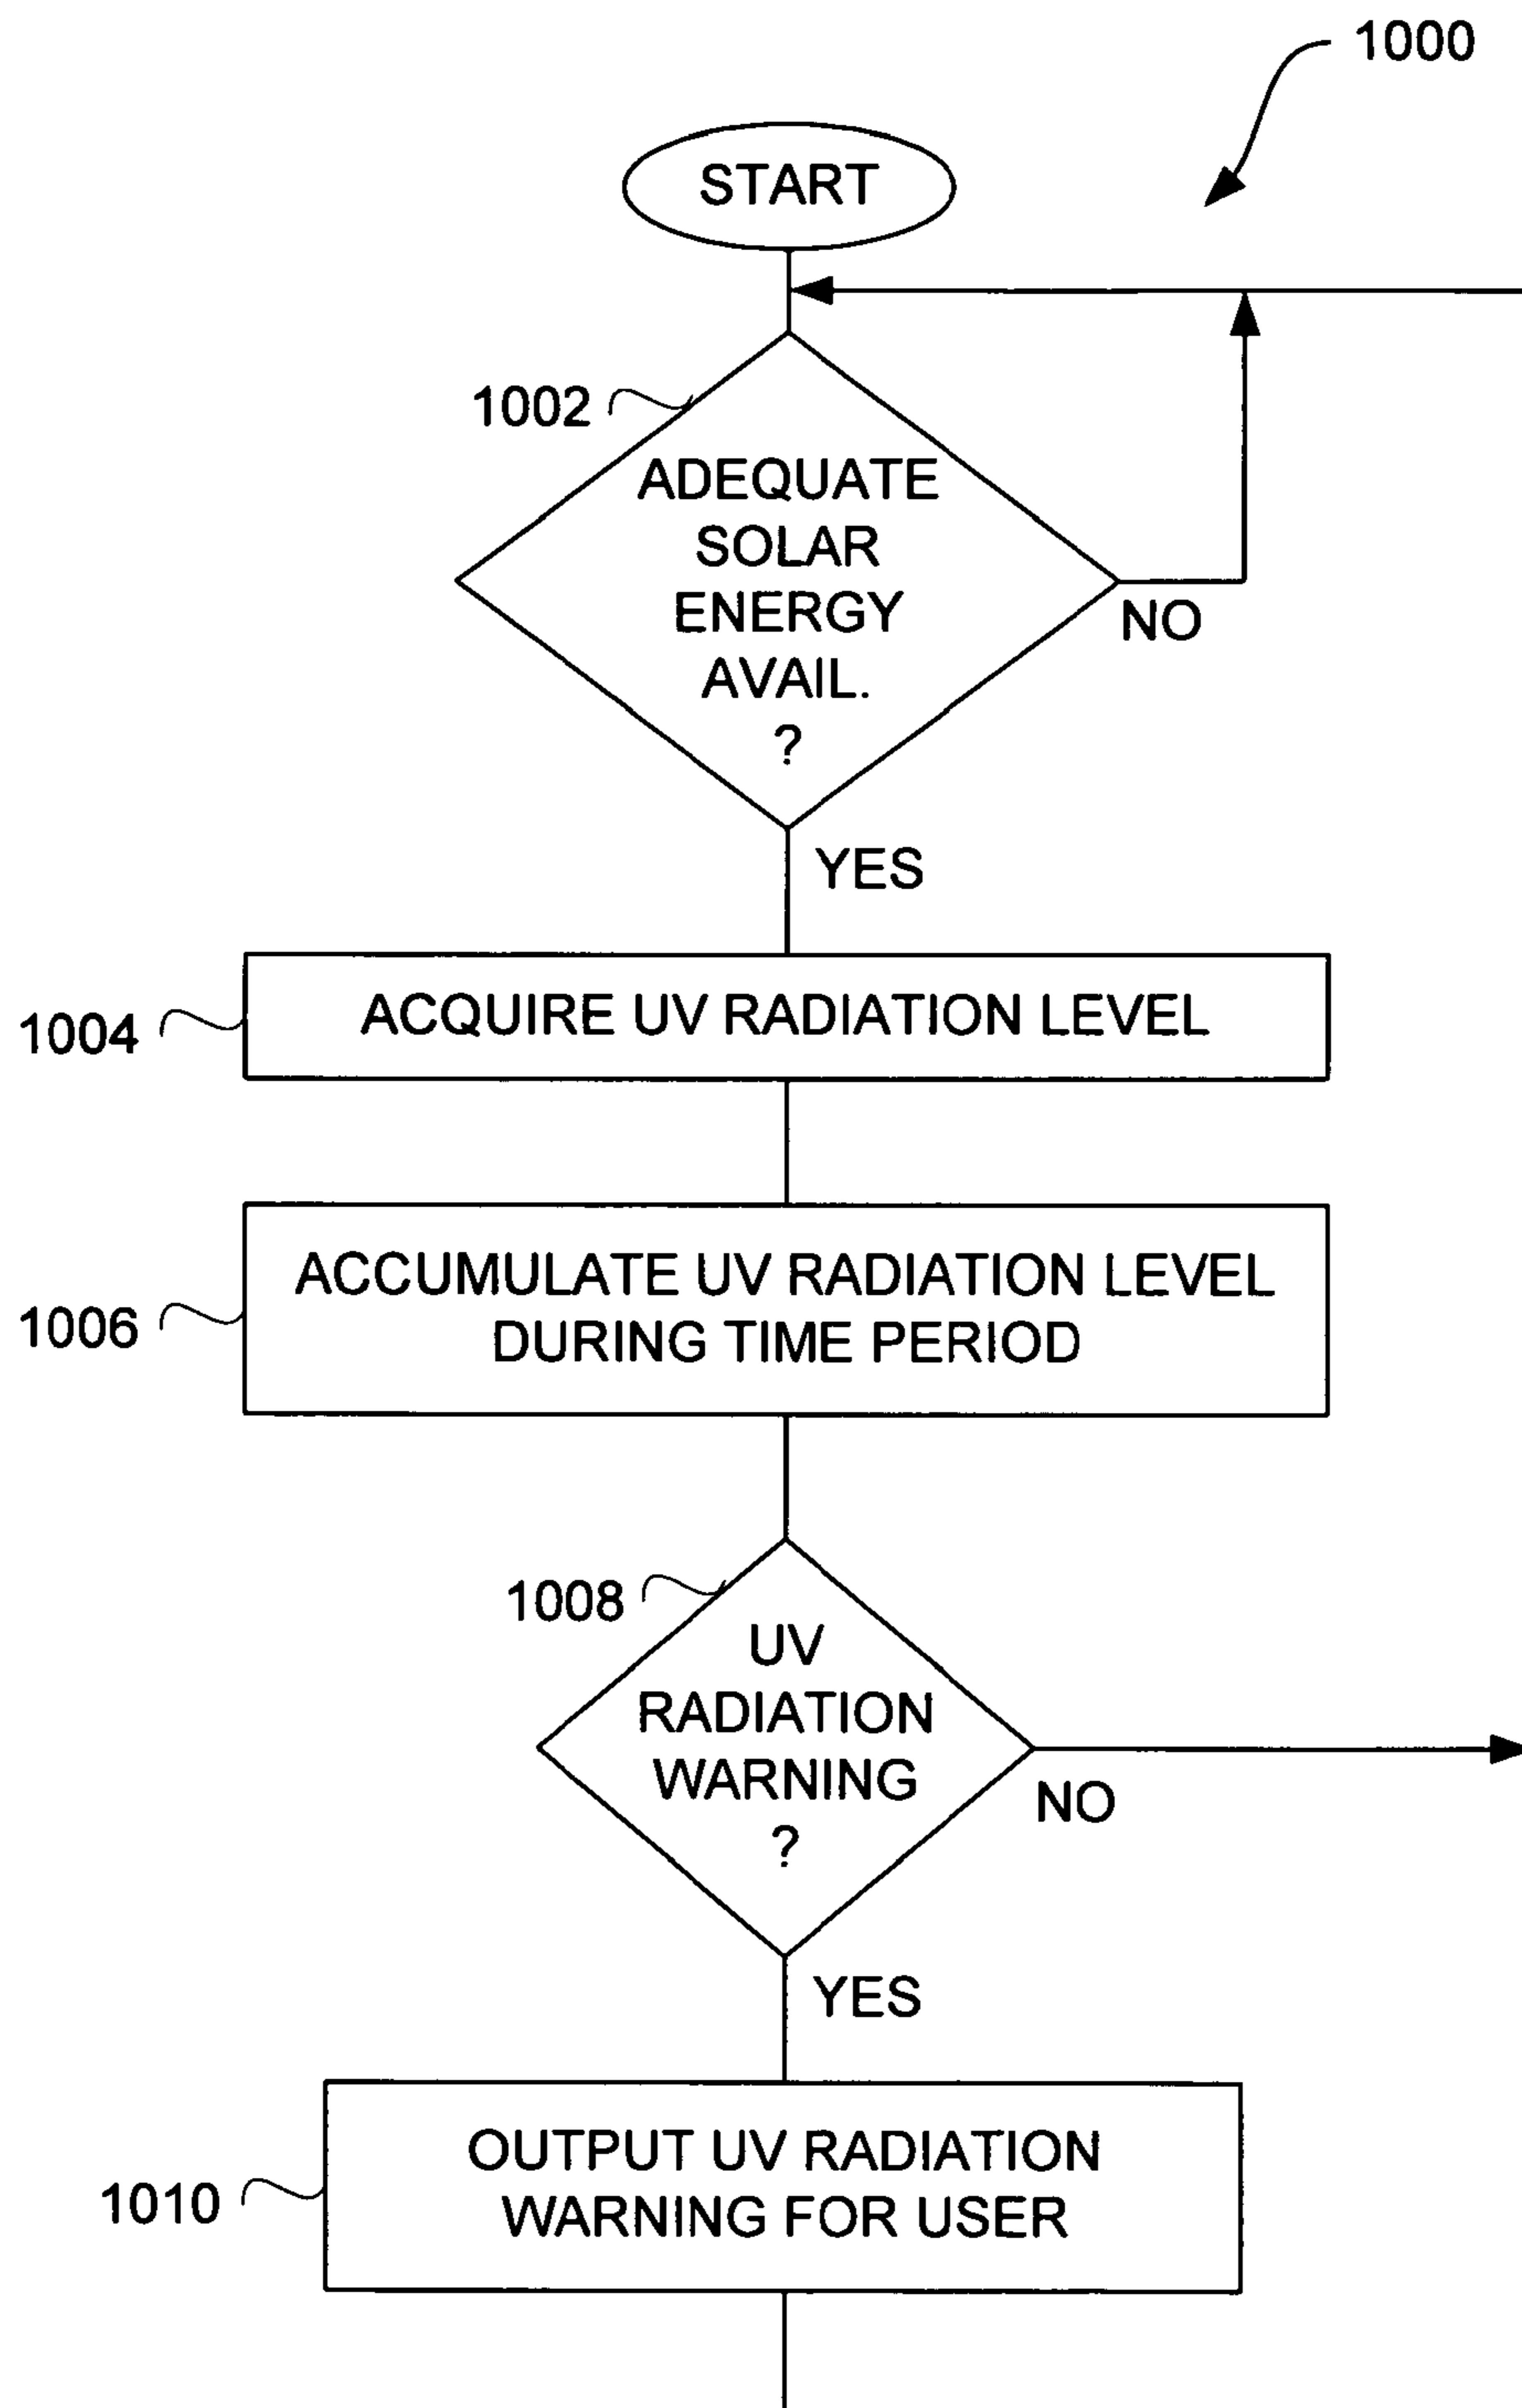 1000
START
1002
ADEQUATE
SOLAR
ENERGY
AVAIL.
?
NO
YES
1004
ACQUIRE UV RADIATION LEVEL
1006
ACCUMULATE UV RADIATION LEVEL
DURING TIME PERIOD
1008
UV
RADIATION
WARNING
?
NO
YES
1010
OUTPUT UV RADIATION
WARNING FOR USER